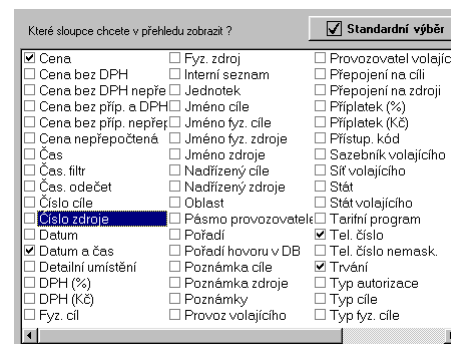 Které sloupce chcete v přehledu zobrazit ?
Standardní výběr
Cena
Cena bez DPH
Cena bez DPH nepře
Cena bez příp. a DPH
Cena bez příp. nepřep
Cena nepřepočtená
Čas
Čas. filtr
Čas. odečet
Číslo cíle
Číslo zdroje
Datum
Datum a čas
Detailní umístění
DPH (%)
DPH (Kč)
Fyz. cíl
Fyz. zdroj
Interní seznam
Jednotek
Jméno cíle
Jméno fyz. cíle
Jméno fyz. zdroje
Jméno zdroje
Nadřízený cíle
Nadřízený zdroje
Oblast
Pásmo provozovatele
Pořadí
Pořadí hovoru v DB
Poznámka cíle
Poznámka zdroje
Poznámky
Provoz volajícího
Provozovatel volajíc
Přepojení na cíli
Přepojení na zdroji
Příplatek (%)
Příplatek (Kč)
Přístup. kód
Sazebník volajícího
Síť volajícího
Stát
Stát volajícího
Tarifní program
Tel. číslo
Tel. číslo nemask.
Trvání
Typ autorizace
Typ cíle
Typ fyz. cíle